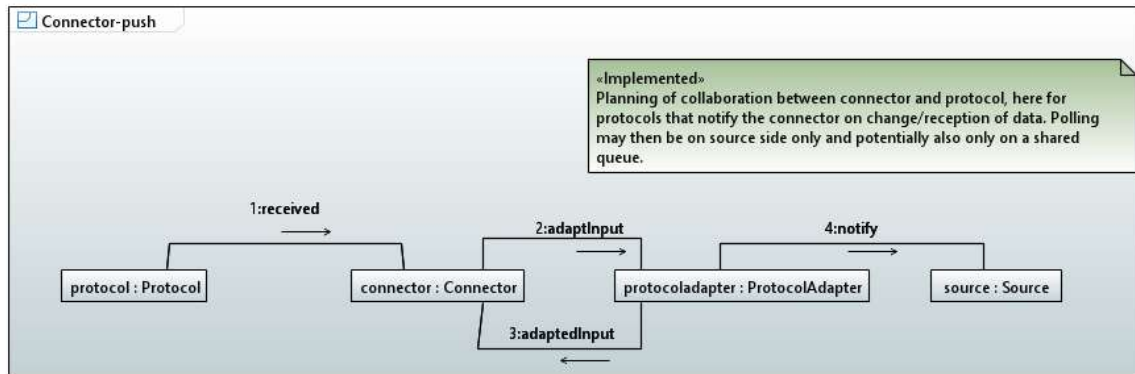 Connector-push
«Implemented»
Planning of collaboration between connector and protocol, here for
protocols that notify the connector on change/reception of data. Polling
may then be on source side only and potentially also only on a shared
queue.
1:received
2:adaptInput
4:notify
protocol : Protocol
connector : Connector
protocoladapter : ProtocolAdapter
source : Source
3:adaptedInput